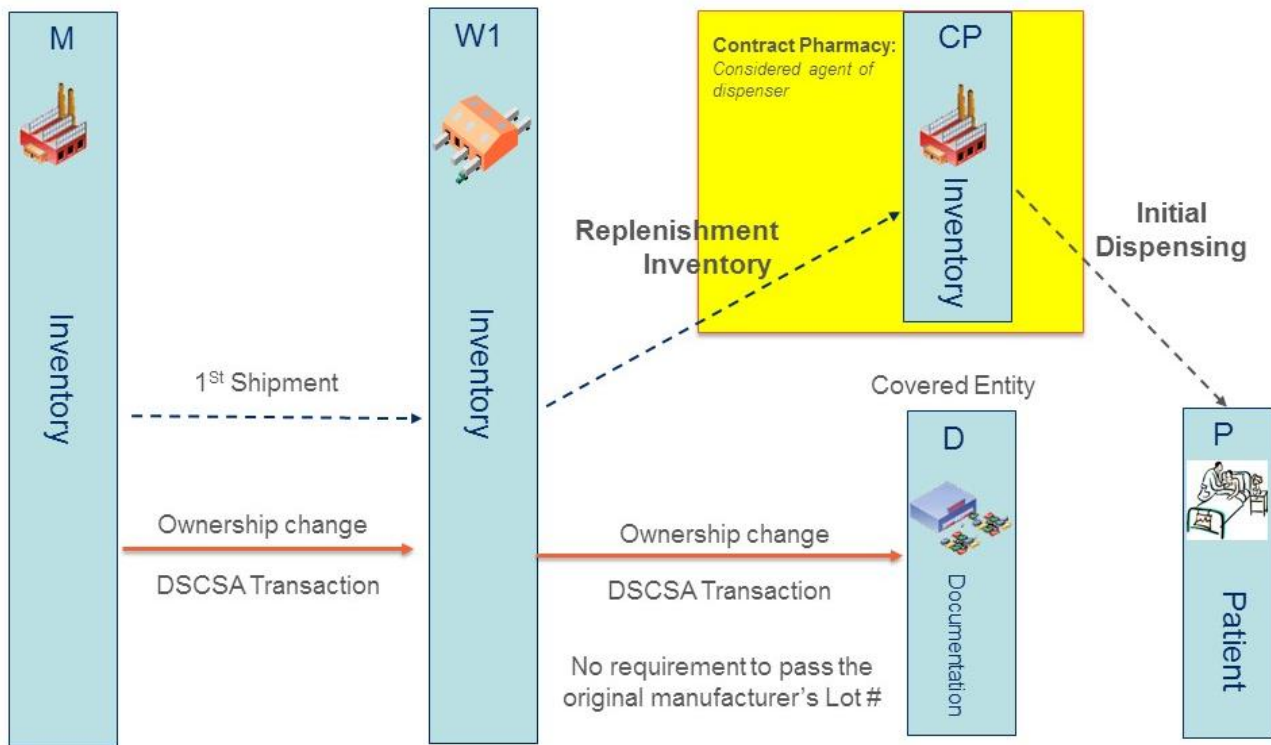 M
Inventory
1St Shipment
Ownership change
DSCSA Transaction
W1
Inventory
Replenishment
Inventory
Contract Pharmacy:
Considered agent of
dispenser
CP
Inventory
Initial
Dispensing
Ownership change
DSCSA Transaction
No requirement to pass the
original manufacturer's Lot #
Covered Entity
D
Documentation
P
Patient